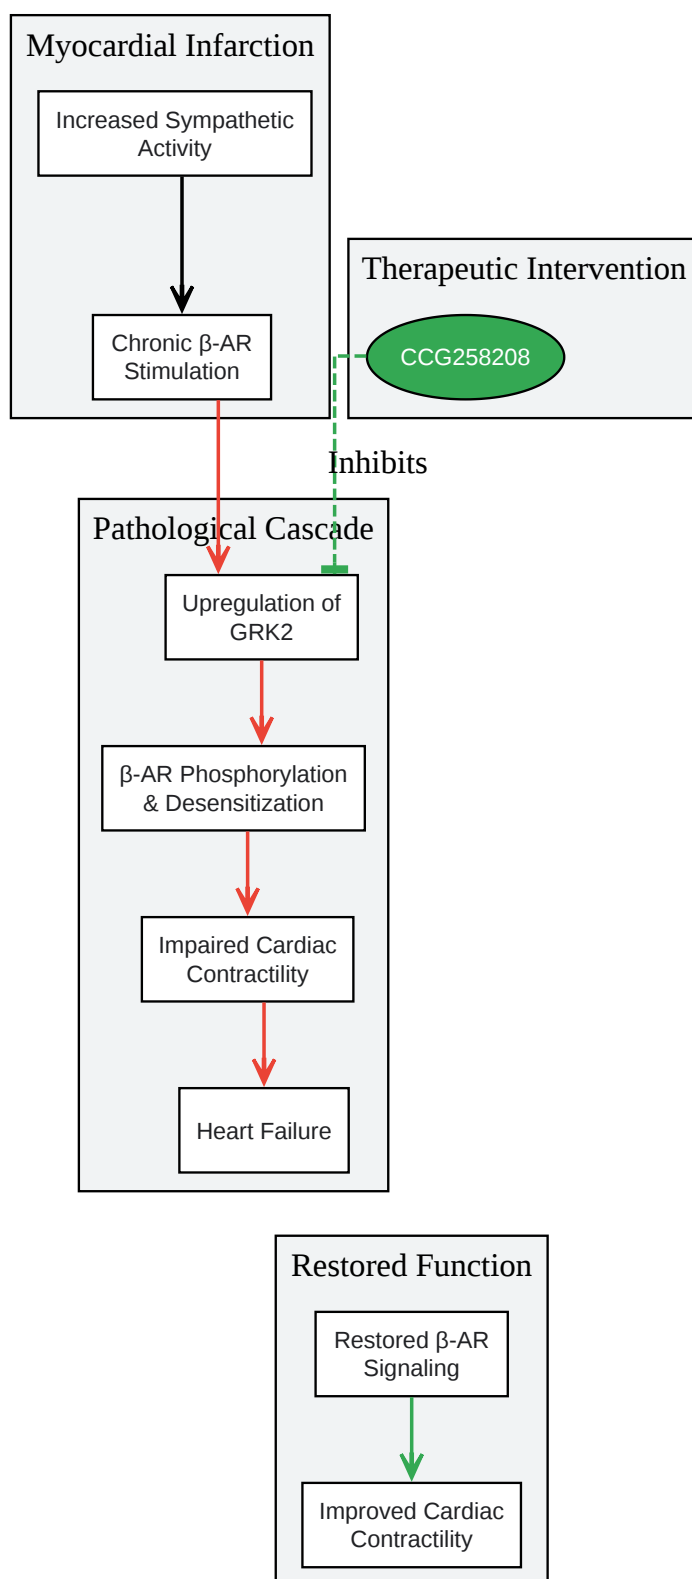 Myocardial Infarction
Increased Sympathetic
Activity
Chronic β-AR
Stimulation
Therapeutic Intervention
CCG258208
Inhibits
Pathological Cascade
Upregulation of
GRK2
β-AR Phosphorylation
& Desensitization
Impaired Cardiac
Contractility
Heart Failure
Restored Function
Restored β-AR
Signaling
Improved Cardiac
Contractility